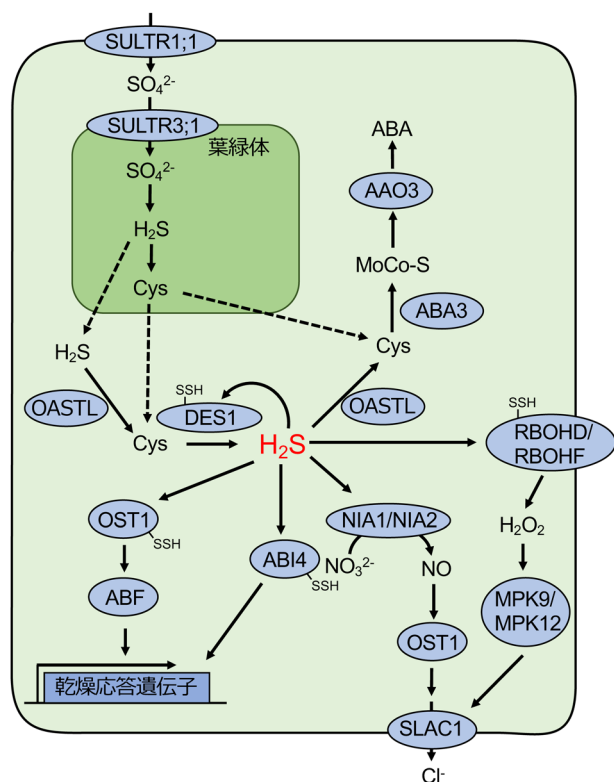 SULTR1;1
SO₄²⁻
SULTR3;1
葉緑体
SO₄²⁻
H₂S
Cys
ABA
AAO3
MoCo-S
ABA3
Cys
H₂S
OASTL
Cys
SSH
DES1
OASTL
H₂S
SSH
RBOHD/
RBOHF
OST1
SSH
ABF
ABI4
SSH
NIA1/NIA2
NO₃²⁻
NO
OST1
H₂O₂
MPK9/
MPK12
乾燥応答遺伝子
SLAC1
Cl⁻